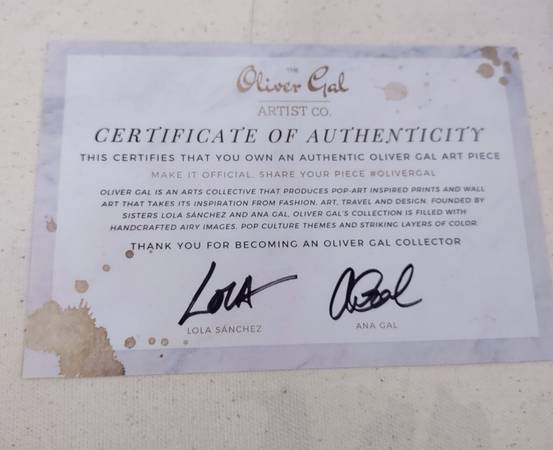 THE
Oliver Gal
ARTIST CO.
CERTIFICATE OF AUTHENTICITY
THIS CERTIFIES THAT YOU OWN AN AUTHENTIC OLIVER GAL ART PIECE
MAKE IT OFFICIAL. SHARE YOUR PIECE #OLIVERGAL
OLIVER GAL IS AN ARTS COLLECTIVE THAT PRODUCES POP-ART INSPIRED PRINTS AND WALL
ART THAT TAKES ITS INSPIRATION FROM FASHION, ART, TRAVEL AND DESIGN. FOUNDED BY
SISTERS LOLA SÁNCHEZ AND ANA GAL, OLIVER GAL'S COLLECTION IS FILLED WITH
HANDCRAFTED AIRY IMAGES, POP CULTURE THEMES AND STRIKING LAYERS OF COLOR.
THANK YOU FOR BECOMING AN OLIVER GAL COLLECTOR
LOLA
LOLA SÁNCHEZ
ANA GAL